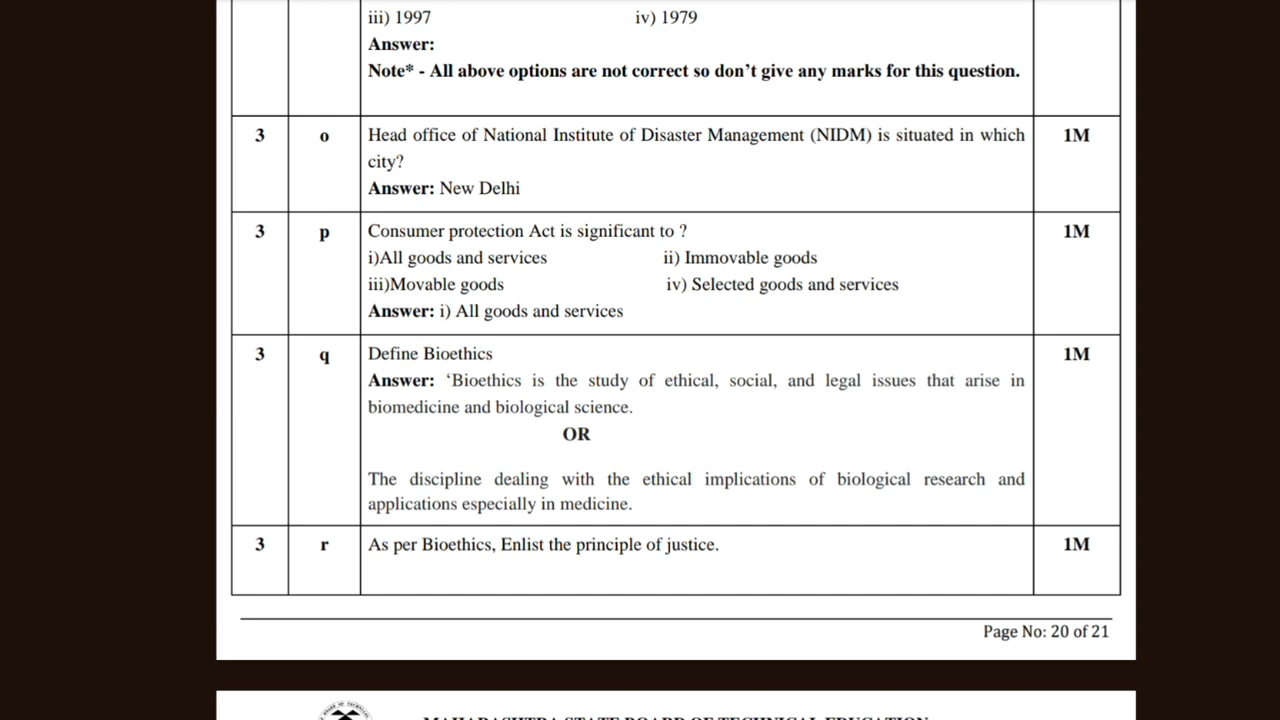 iii) 1997 iv) 1979
Answer:
Note* - All above options are not correct so don’t give any marks for this question.
3 o Head office of National Institute of Disaster Management (NIDM) is situated in which 1M
city?
Answer: New Delhi
3 p Consumer protection Act is significant to ? 1M
i)All goods and services ii) Immovable goods
iii)Movable goods iv) Selected goods and services
Answer: i) All goods and services
3 q Define Bioethics 1M
Answer: ‘Bioethics is the study of ethical, social, and legal issues that arise in
biomedicine and biological science.
OR
The discipline dealing with the ethical implications of biological research and
applications especially in medicine.
3 r As per Bioethics, Enlist the principle of justice. 1M
Page No: 20 of 21
MAHARASHTRA STATE BOARD OF TECHNICAL EDUCATION